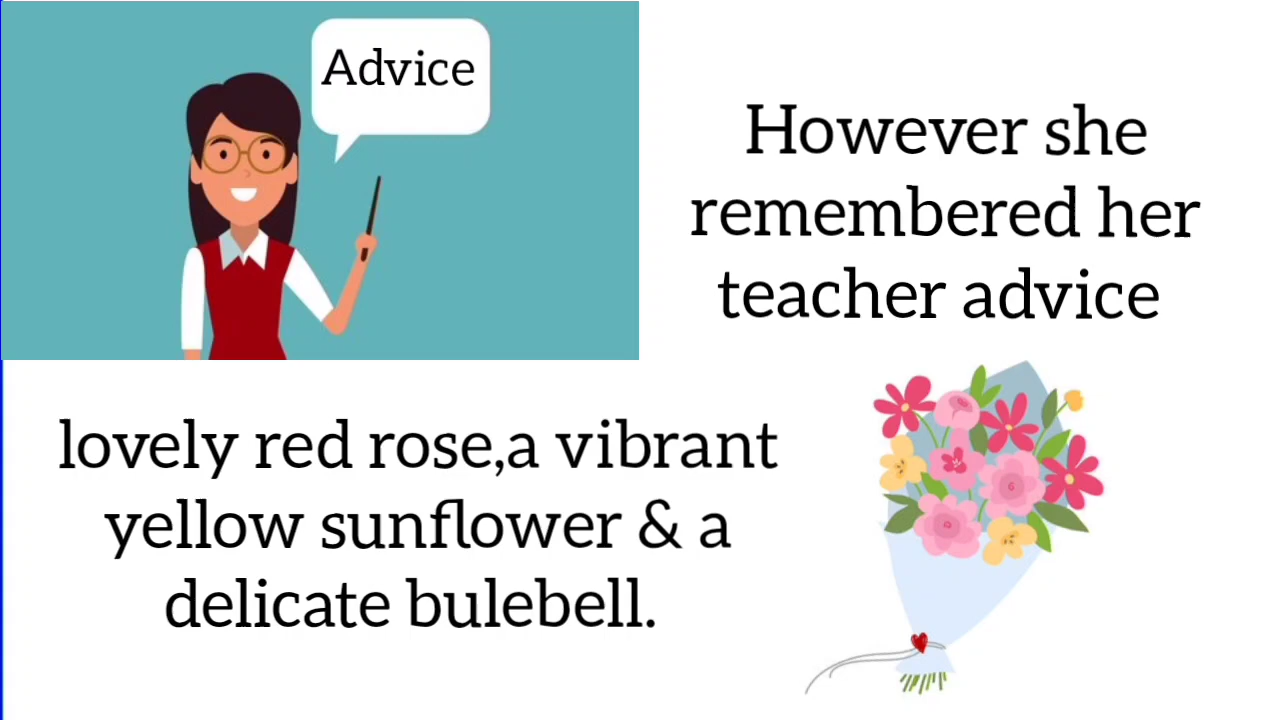 Advice
However she
remembered her
teacher advice
lovely red rose,a vibrant
yellow sunflower & a
delicate bulebell.